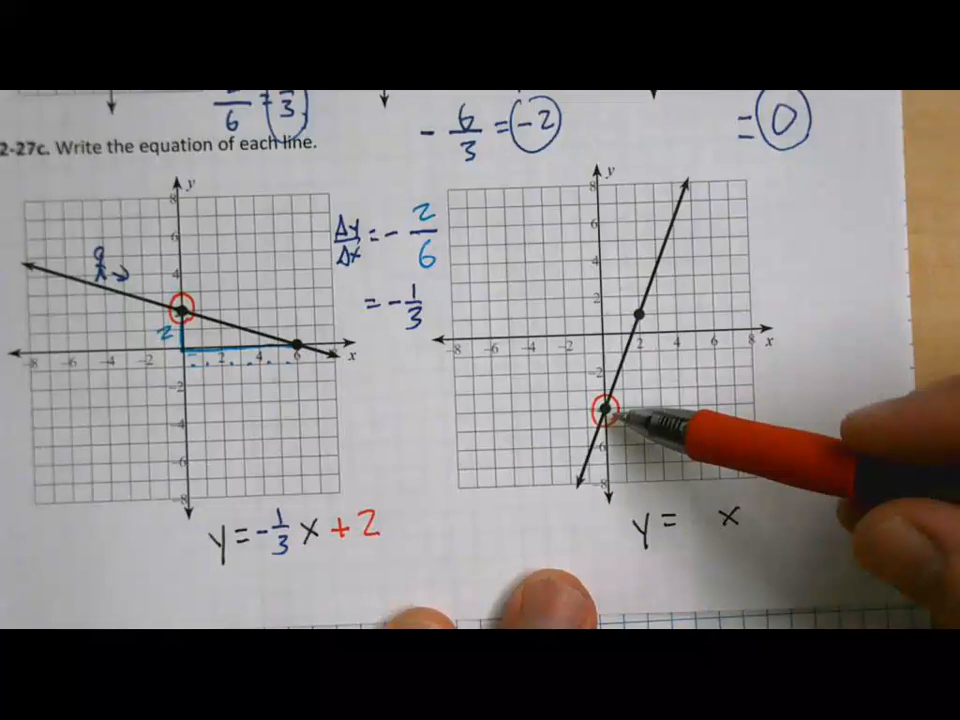 6 = 3
- 6/3 = -2
= 0
2-27c. Write the equation of each line.
y
y
8
6
4
2
-8 -6 -4 -2 2 4 6 x
-2
-4
-6
-8
Δy/Δx = - 2/6
= - 1/3
8
6
4
2
-8 -6 -4 -2 2 4 6 8 x
-2
-6
-8
y = - 1/3 x + 2
y = x